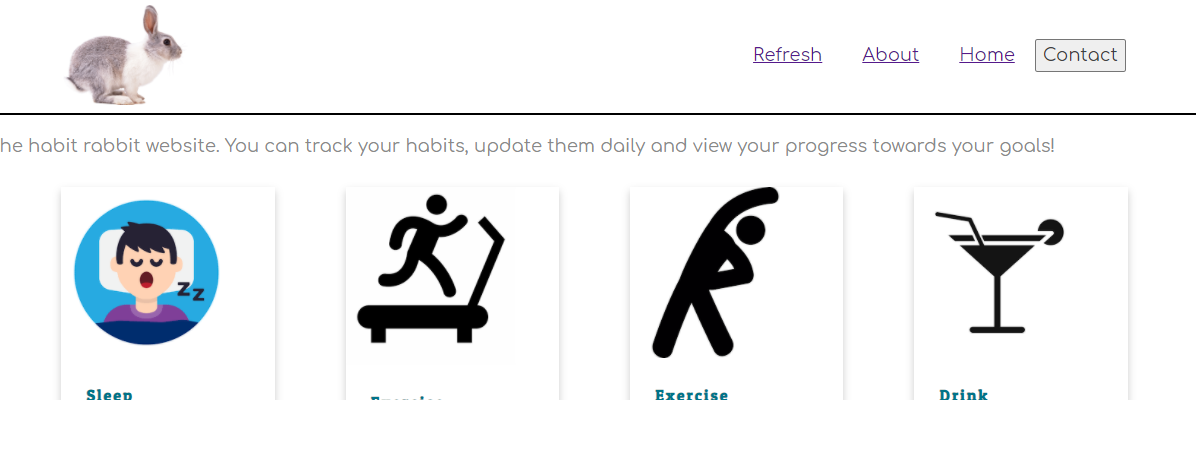 Refresh About Home Contact
he habit rabbit website. You can track your habits, update them daily and view your progress towards your goals!
zz
Sleep
Exercise
Exercise
Drink